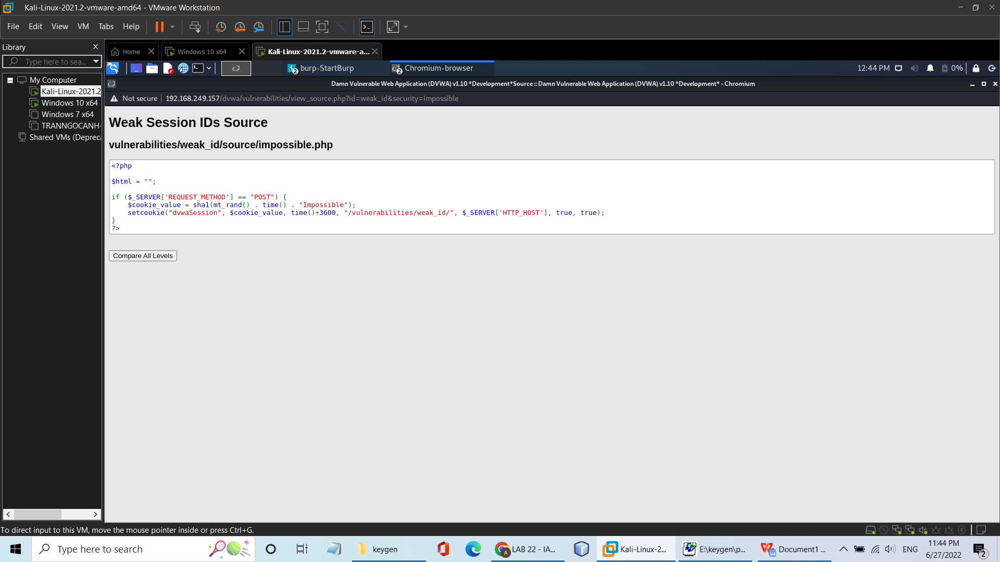 Kali-Linux-2021.2-vmware-amd64 - VMware Workstation
File Edit View VM Tabs Help
Library
Type here to sea...
My Computer
Kali-Linux-2021.2
Windows 10 x64
Windows 7 x64
TRANNGOCANH-
Shared VMs (Depreca
Home
Windows 10 x64
Kali-Linux-2021.2-vmware-a...
burp-StartBurp
Chromium-browser
12:44 PM
0%
Damn Vulnerable Web Application (DVWA) v1.10 *Development*Source :: Damn Vulnerable Web Application (DVWA) v1.10 *Development* - Chromium
Not secure
192.168.249.157/dvwa/vulnerabilities/view_source.php?id=weak_id&security=impossible
Weak Session IDs Source
vulnerabilities/weak_id/source/impossible.php
<?php
$html = "";
if ($_SERVER['REQUEST_METHOD'] == "POST") {
    $cookie_value = sha1(mt_rand() . time() . "Impossible");
    setcookie("dvwaSession", $cookie_value, time()+3600, "/vulnerabilities/weak_id/", $_SERVER['HTTP_HOST'], true, true);
}
?>
Compare All Levels
To direct input to this VM, move the mouse pointer inside or press Ctrl+G.
Type here to search
keygen
LAB 22 - IA...
Kali-Linux-2...
E:\keygen\p...
Document1 ...
ENG
11:44 PM
6/27/2022
2